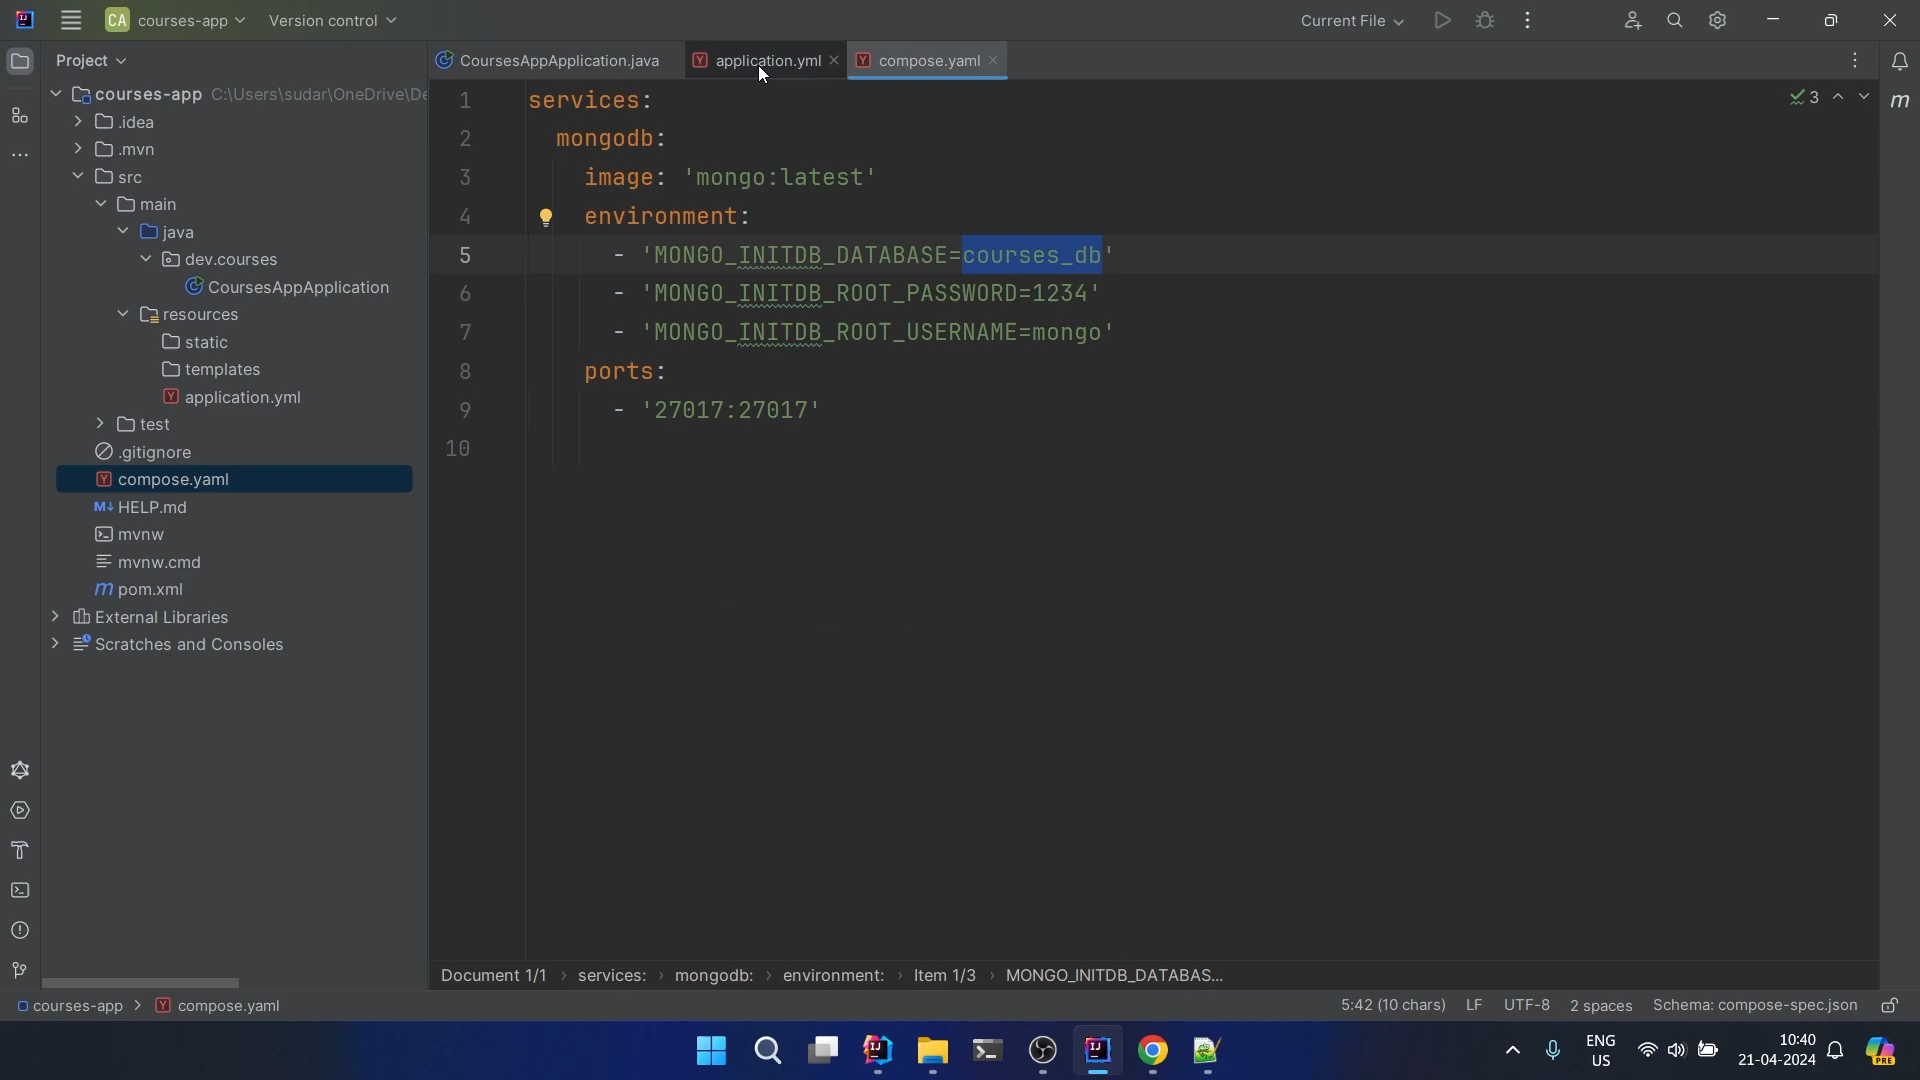 CA courses-app Version control Current File
Project
CoursesAppApplication.java application.yml compose.yaml
courses-app C:\Users\sudar\OneDrive\De
.idea
.mvn
src
main
java
dev.courses
CoursesAppApplication
resources
static
templates
application.yml
test
.gitignore
compose.yaml
M↓ HELP.md
mvnw
mvnw.cmd
m pom.xml
External Libraries
Scratches and Consoles
3
m
1 services:
2 mongodb:
3 image: 'mongo:latest'
4 environment:
5 - 'MONGO_INITDB_DATABASE=courses_db'
6 - 'MONGO_INITDB_ROOT_PASSWORD=1234'
7 - 'MONGO_INITDB_ROOT_USERNAME=mongo'
8 ports:
9 - '27017:27017'
10
Document 1/1 › services: › mongodb: › environment: › Item 1/3 › MONGO_INITDB_DATABAS...
courses-app › compose.yaml 5:42 (10 chars) LF UTF-8 2 spaces Schema: compose-spec.json
ENG
US
10:40
21-04-2024
PRE